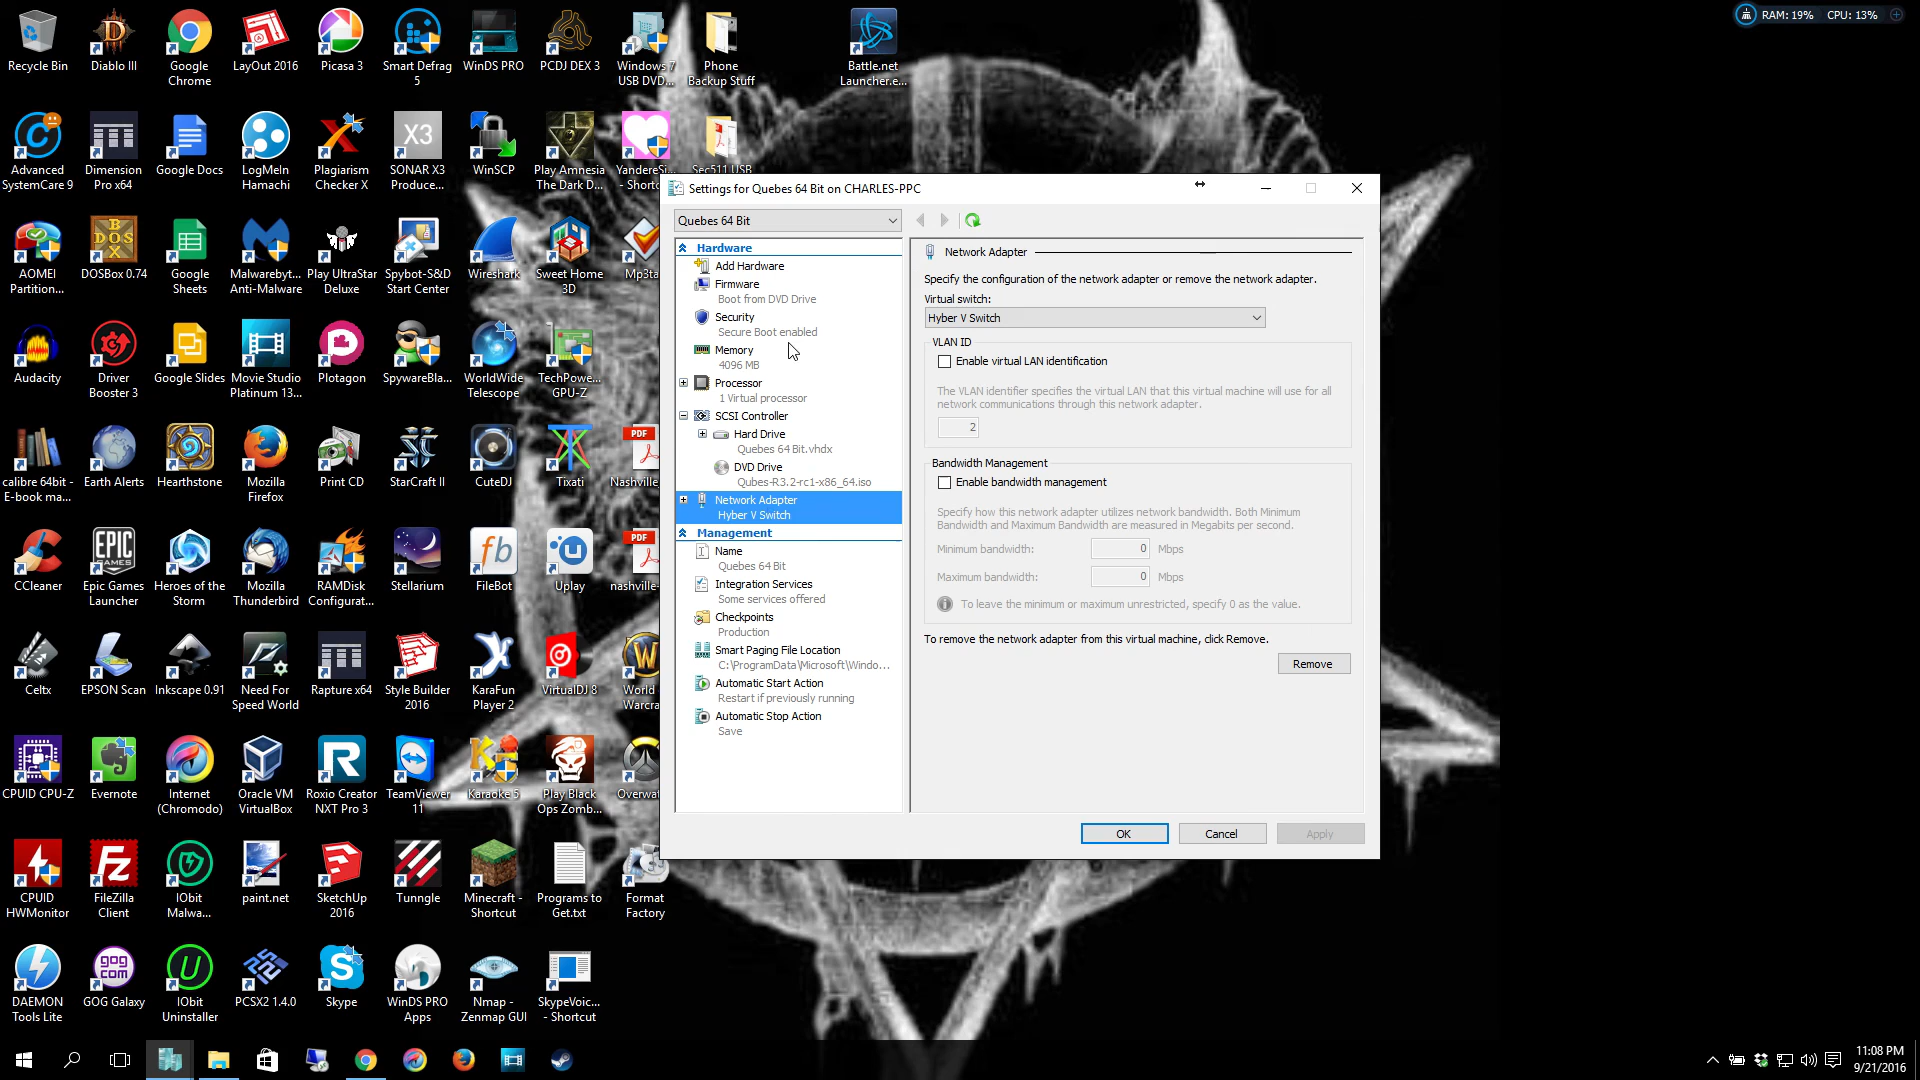 RAM: 19% CPU: 13%
Recycle Bin
Diablo III
Google
Chrome
LayOut 2016
Picasa 3
Smart Defrag
5
WinDS PRO
PCDJ DEX 3
Windows 7
USB DVD...
Phone
Backup Stuff
Battle.net
Launcher.e...
Advanced
SystemCare 9
Dimension
Pro x64
Google Docs
LogMeIn
Hamachi
Plagiarism
Checker X
X3
SONAR X3
Produce...
WinSCP
Play Amnesia
The Dark D...
YandereSi...
- Shortc
Sec511 USB
AOMEI
Partition...
DOSBox 0.74
Google
Sheets
Malwarebyt...
Anti-Malware
Play UltraStar
Deluxe
Spybot-S&D
Start Center
Wireshark
Sweet Home
3D
Mp3ta
Audacity
Driver
Booster 3
Google Slides
Movie Studio
Platinum 13...
Plotagon
SpywareBla...
WorldWide
Telescope
TechPowe...
GPU-Z
calibre 64bit -
E-book ma...
Earth Alerts
Hearthstone
Mozilla
Firefox
Print CD
StarCraft II
CuteDJ
Tixati
PDF
Nashville
CCleaner
EPIC
GAMES
Epic Games
Launcher
Heroes of the
Storm
Mozilla
Thunderbird
RAMDisk
Configurat...
Stellarium
fb
FileBot
Uplay
PDF
nashville-
Celtx
EPSON Scan
Inkscape 0.91
Need For
Speed World
Rapture x64
Style Builder
2016
KaraFun
Player 2
VirtualDJ 8
World
Warcra
CPUID CPU-Z
Evernote
Internet
(Chromodo)
Oracle VM
VirtualBox
Roxio Creator
NXT Pro 3
TeamViewer
11
Karaoke 5
Play Black
Ops Zomb...
Overwat
CPUID
HWMonitor
FileZilla
Client
IObit
Malwa...
paint.net
SketchUp
2016
Tunngle
Minecraft -
Shortcut
Programs to
Get.txt
Format
Factory
DAEMON
Tools Lite
gog
com
GOG Galaxy
IObit
Uninstaller
PCSX2 1.4.0
Skype
WinDS PRO
Apps
Nmap -
Zenmap GUI
SkypeVoic...
- Shortcut
Settings for Quebes 64 Bit on CHARLES-PPC
Quebes 64 Bit
Hardware
Add Hardware
Firmware
Boot from DVD Drive
Security
Secure Boot enabled
Memory
4096 MB
Processor
1 Virtual processor
SCSI Controller
Hard Drive
Quebes 64 Bit.vhdx
DVD Drive
Qubes-R3.2-rc1-x86_64.iso
Network Adapter
Hyber V Switch
Management
Name
Quebes 64 Bit
Integration Services
Some services offered
Checkpoints
Production
Smart Paging File Location
C:\ProgramData\Microsoft\Windo...
Automatic Start Action
Restart if previously running
Automatic Stop Action
Save
Network Adapter
Specify the configuration of the network adapter or remove the network adapter.
Virtual switch:
Hyber V Switch
VLAN ID
Enable virtual LAN identification
The VLAN identifier specifies the virtual LAN that this virtual machine will use for all
network communications through this network adapter.
2
Bandwidth Management
Enable bandwidth management
Specify how this network adapter utilizes network bandwidth. Both Minimum
Bandwidth and Maximum Bandwidth are measured in Megabits per second.
Minimum bandwidth: 0 Mbps
Maximum bandwidth: 0 Mbps
To leave the minimum or maximum unrestricted, specify 0 as the value.
To remove the network adapter from this virtual machine, click Remove.
Remove
OK Cancel Apply
11:08 PM
9/21/2016